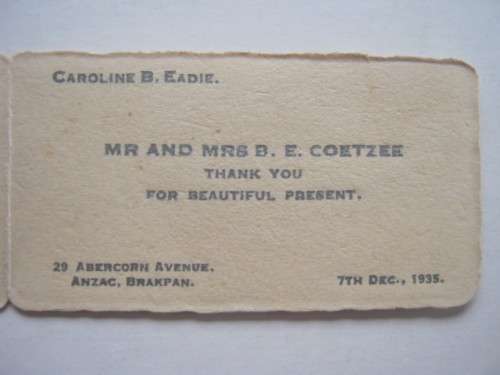 CAROLINE B. EADIE.
MR AND MRS B. E. COETZEE
THANK YOU
FOR BEAUTIFUL PRESENT.
29 ABERCORN AVENUE,
ANZAC, BRAKPAN.
7TH DEC., 1935.